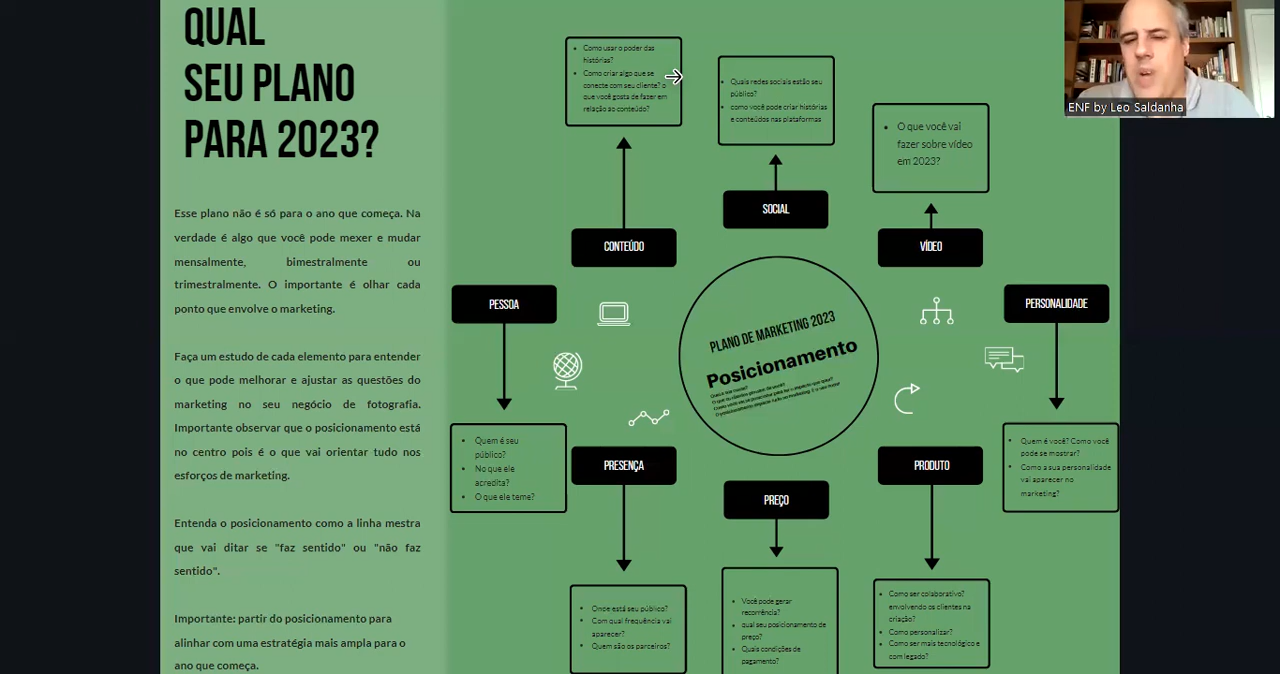 QUAL
SEU PLANO
PARA 2023?
Esse plano não é só para o ano que começa. Na
verdade é algo que você pode mexer e mudar
mensalmente, bimestralmente ou
trimestralmente. O importante é olhar cada
ponto que envolve o marketing.
Faça um estudo de cada elemento para entender
o que pode melhorar e ajustar as questões do
marketing no seu negócio de fotografia.
Importante observar que o posicionamento está
no centro pois é o que vai orientar tudo nos
esforços de marketing.
Entenda o posicionamento como a linha mestra
que vai ditar se "faz sentido" ou "não faz
sentido".
Importante: partir do posicionamento para
alinhar com uma estratégia mais ampla para o
ano que começa.
Como usar o poder das
histórias?
Como criar algo que se
conecte com seu cliente? o
que você gosta de fazer em
relação ao conteúdo?
CONTEÚDO
Quais redes sociais estão seu
público?
como você pode criar histórias
e conteúdos nas plataformas
SOCIAL
O que você vai
fazer sobre vídeo
em 2023?
VÍDEO
PESSOA
Quem é seu
público?
No que ele
acredita?
O que ele teme?
PERSONALIDADE
Quem é você? Como você
pode se mostrar?
Como a sua personalidade
vai aparecer no
marketing?
PLANO DE MARKETING 2023
Posicionamento
PRESENÇA
Onde está seu público?
Com qual frequência vai
aparecer?
Quem são os parceiros?
PREÇO
Você pode gerar
recorrência?
qual seu posicionamento de
preço?
Quais condições de
pagamento?
PRODUTO
Como ser colaborativo?
envolvendo os clientes na
criação?
Como personalizar?
Como ser mais tecnológico e
com legado?
ENF by Leo Saldanha